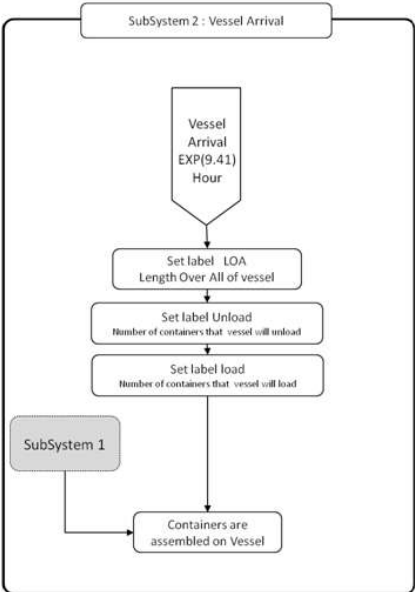 SubSystem 2 : Vessel Arrival
Vessel
Arrival
EXP(9.41)
Hour
Set label LOA
Length Over All of vessel
Set label Unload
Number of containers that vessel will unload
Set label load
Number of containers that vessel will load
SubSystem 1
Containers are
assembled on Vessel